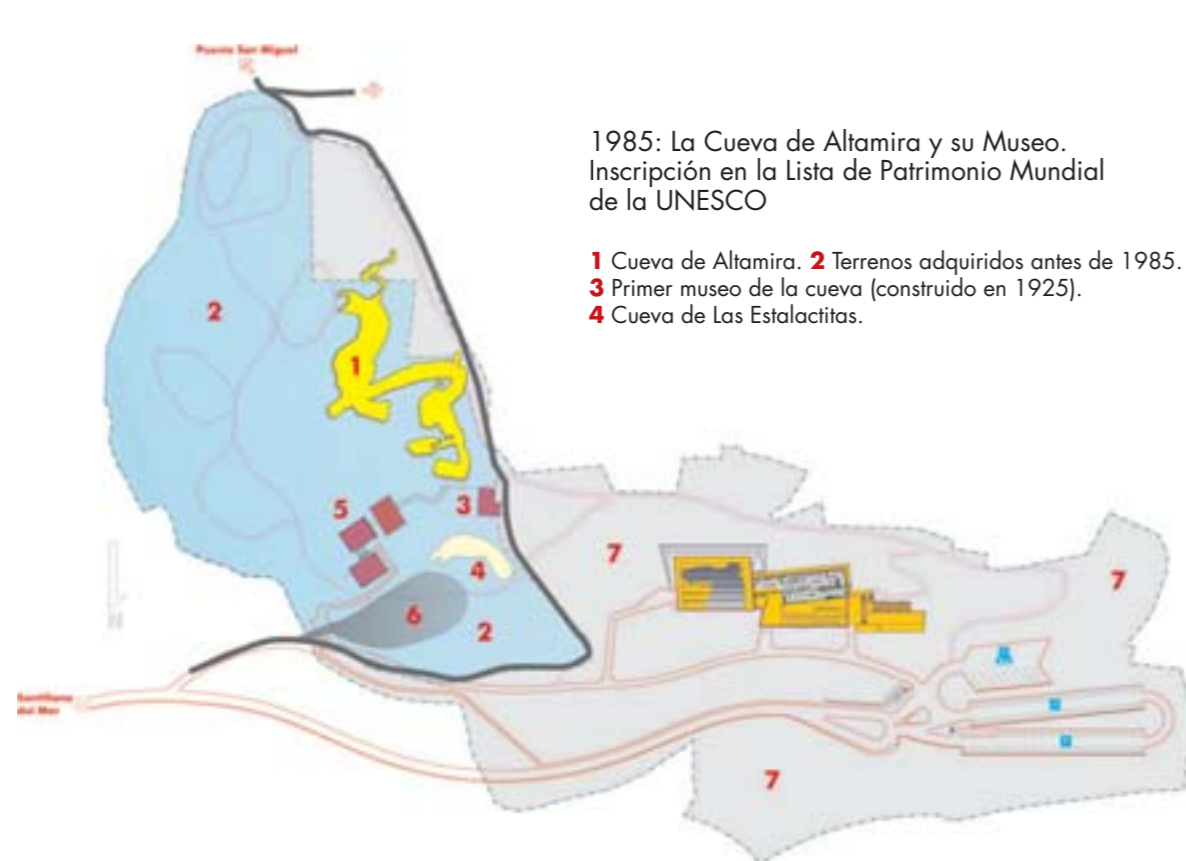 Puente San Miguel
1985: La Cueva de Altamira y su Museo.
Inscripción en la Lista de Patrimonio Mundial
de la UNESCO
1 Cueva de Altamira. 2 Terrenos adquiridos antes de 1985.
3 Primer museo de la cueva (construido en 1925).
4 Cueva de Las Estalactitas.
2
1
5
3
4
6
2
7
7
7
Santillana
del Mar